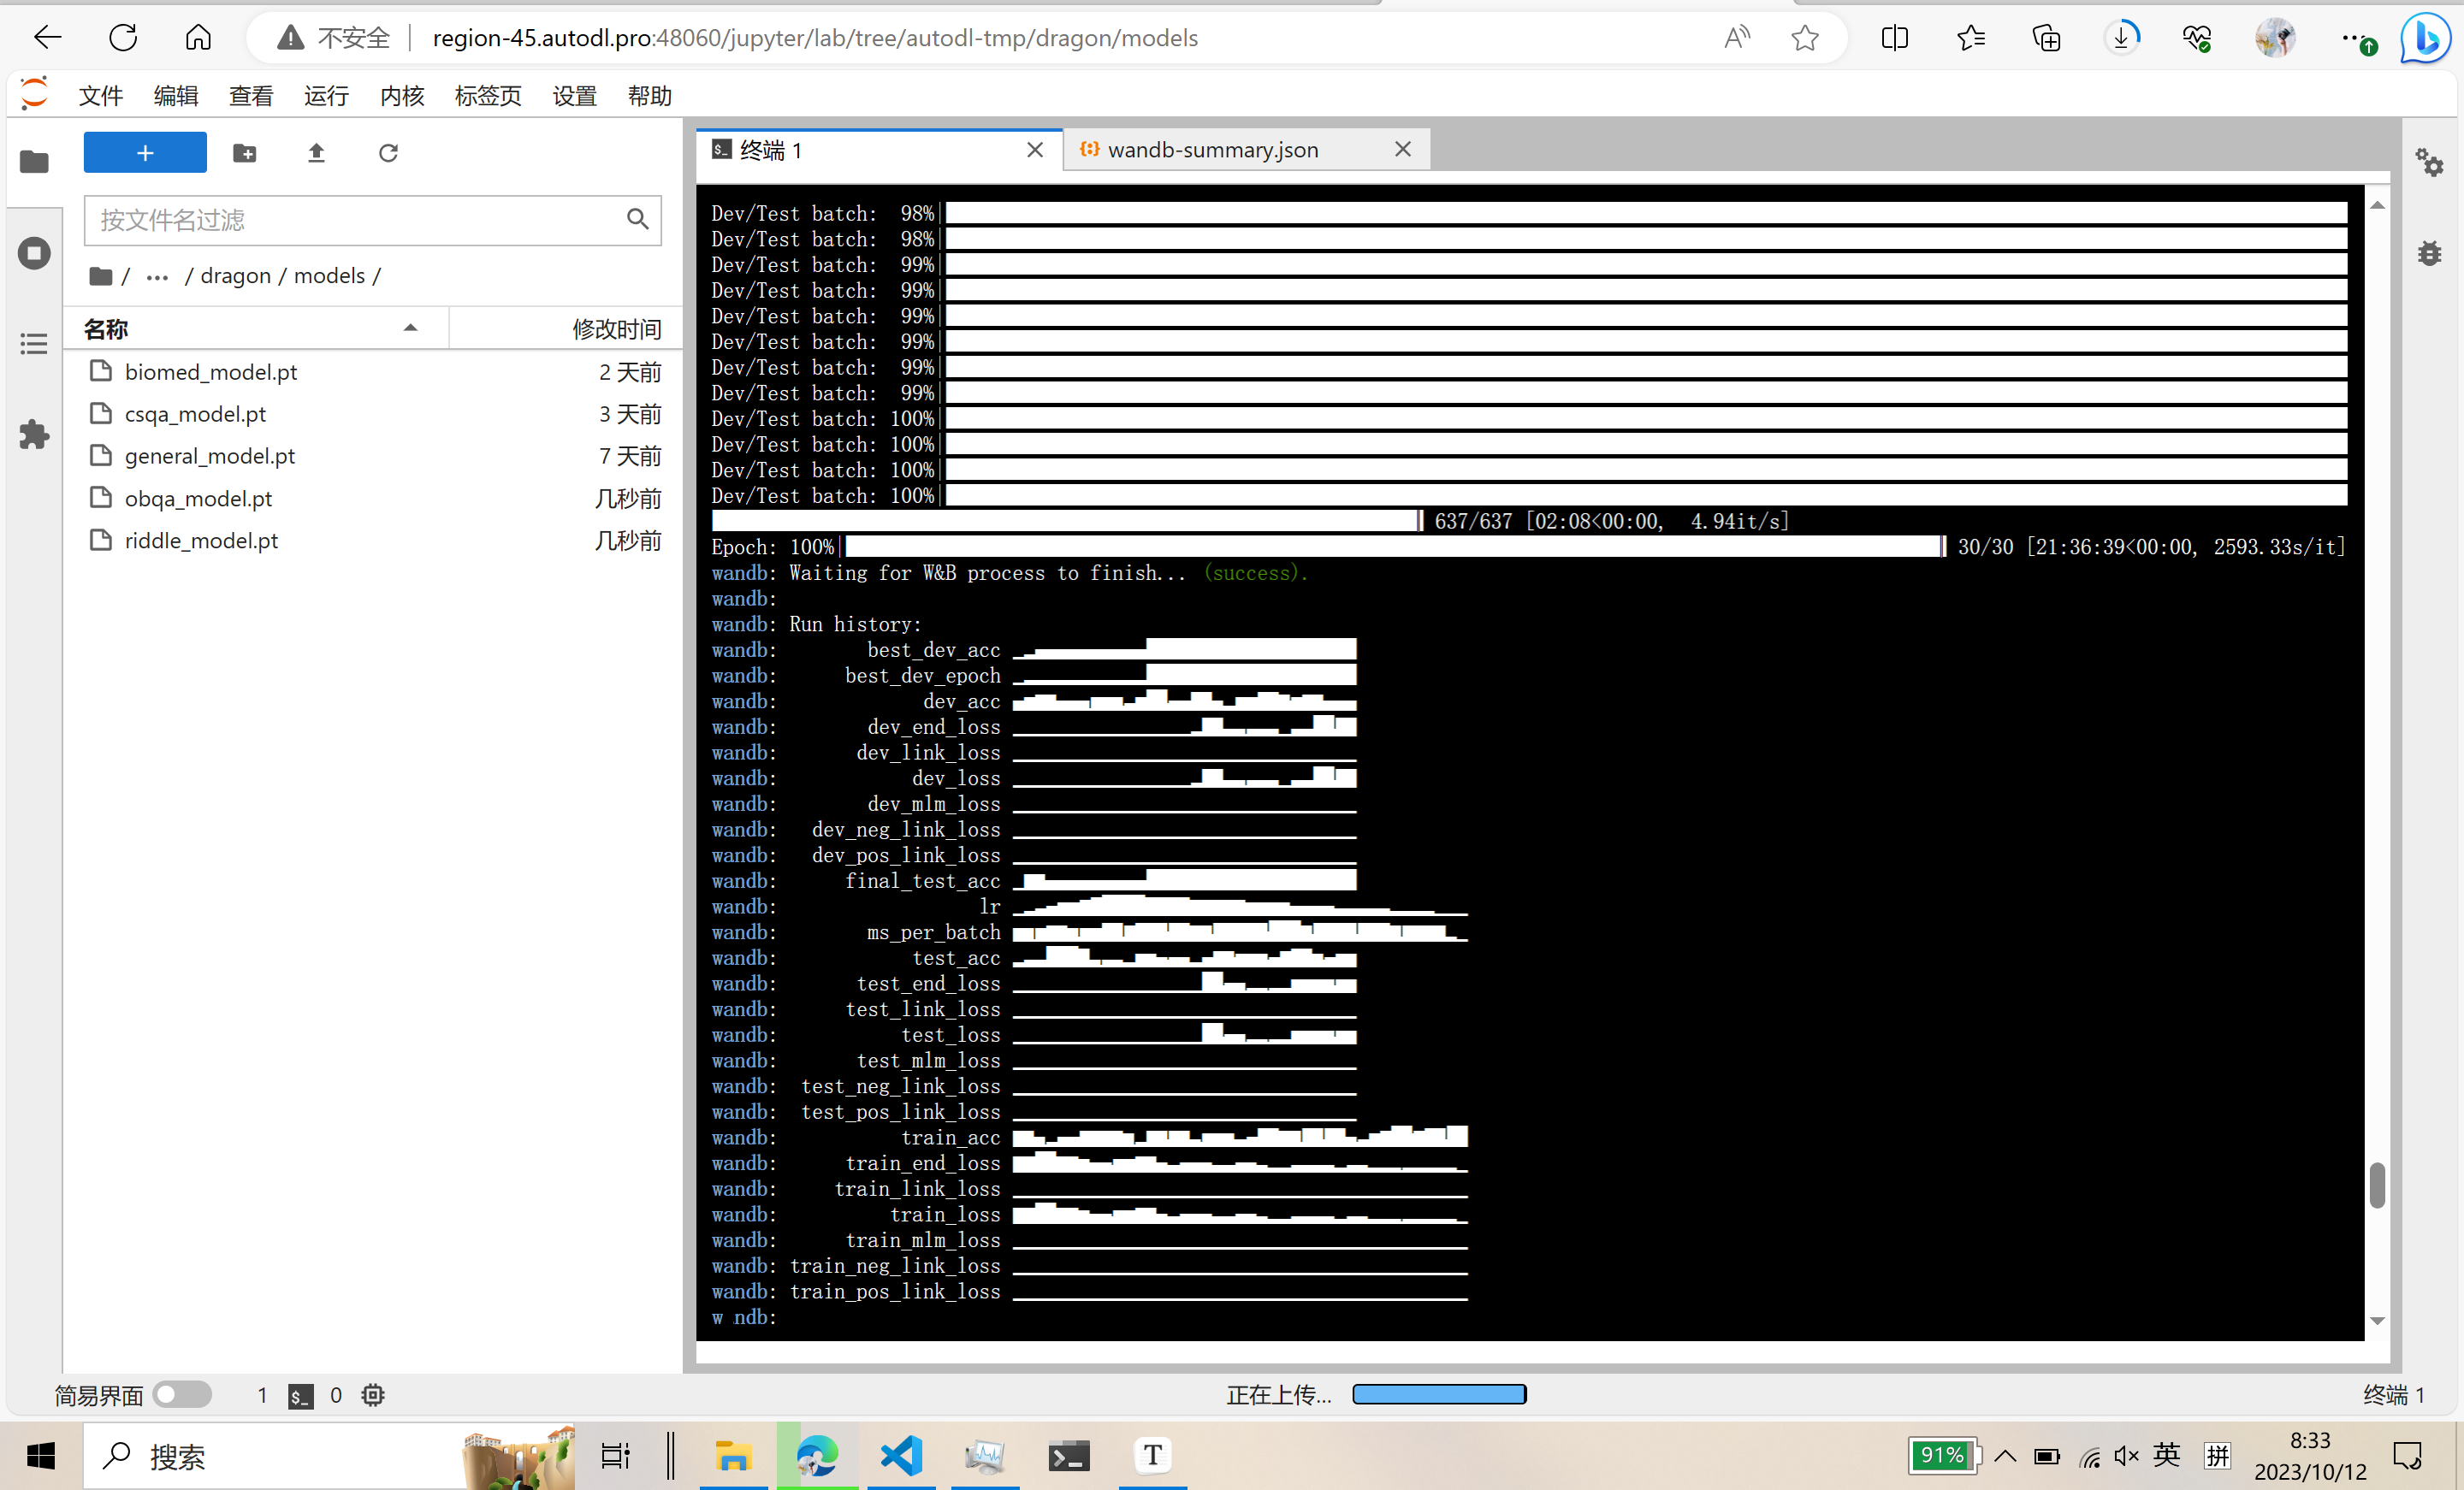 不安全 region-45.autodl.pro:48060/jupyter/lab/tree/autodl-tmp/dragon/models
文件 编辑 查看 运行 内核 标签页 设置 帮助
按文件名过滤
/ ... / dragon / models /
名称 修改时间
biomed_model.pt 2 天前
csqa_model.pt 3 天前
general_model.pt 7 天前
obqa_model.pt 几秒前
riddle_model.pt 几秒前
终端 1 wandb-summary.json
Dev/Test batch: 98%
Dev/Test batch: 98%
Dev/Test batch: 99%
Dev/Test batch: 99%
Dev/Test batch: 99%
Dev/Test batch: 99%
Dev/Test batch: 99%
Dev/Test batch: 99%
Dev/Test batch: 100%
Dev/Test batch: 100%
Dev/Test batch: 100%
Dev/Test batch: 100%
637/637 [02:08<00:00, 4.94it/s]
Epoch: 100% 30/30 [21:36:39<00:00, 2593.33s/it]
wandb: Waiting for W&B process to finish... (success).
wandb:
wandb: Run history:
wandb: best_dev_acc
wandb: best_dev_epoch
wandb: dev_acc
wandb: dev_end_loss
wandb: dev_link_loss
wandb: dev_loss
wandb: dev_mlm_loss
wandb: dev_neg_link_loss
wandb: dev_pos_link_loss
wandb: final_test_acc
wandb: lr
wandb: ms_per_batch
wandb: test_acc
wandb: test_end_loss
wandb: test_link_loss
wandb: test_loss
wandb: test_mlm_loss
wandb: test_neg_link_loss
wandb: test_pos_link_loss
wandb: train_acc
wandb: train_end_loss
wandb: train_link_loss
wandb: train_loss
wandb: train_mlm_loss
wandb: train_neg_link_loss
wandb: train_pos_link_loss
w ndb:
简易界面 1 $_ 0 正在上传... 终端 1
搜索 T 91% 英 拼 8:33
2023/10/12